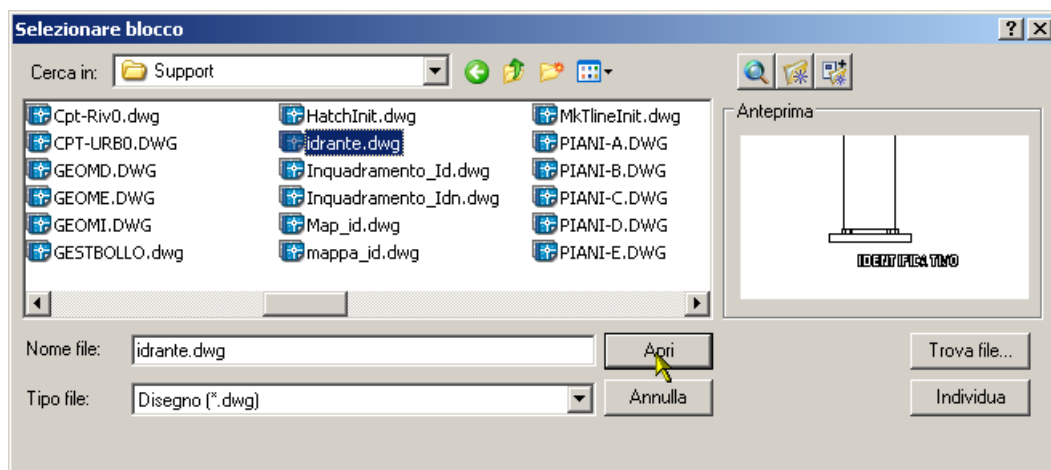 Selezionare blocco
Cerca in: Support
Cpt-Riv0.dwg HatchInit.dwg MkTlineInit.dwg
CPT-URB0.DWG idrante.dwg PIANI-A.DWG
GEOMD.DWG Inquadramento_Id.dwg PIANI-B.DWG
GEOME.DWG Inquadramento_Idn.dwg PIANI-C.DWG
GEOMI.DWG Map_id.dwg PIANI-D.DWG
GESTBOLLO.dwg mappa_id.dwg PIANI-E.DWG
Anteprima
IDENTIFICATIVO
Nome file: idrante.dwg Apri Trova file...
Tipo file: Disegno (*.dwg) Annulla Individua